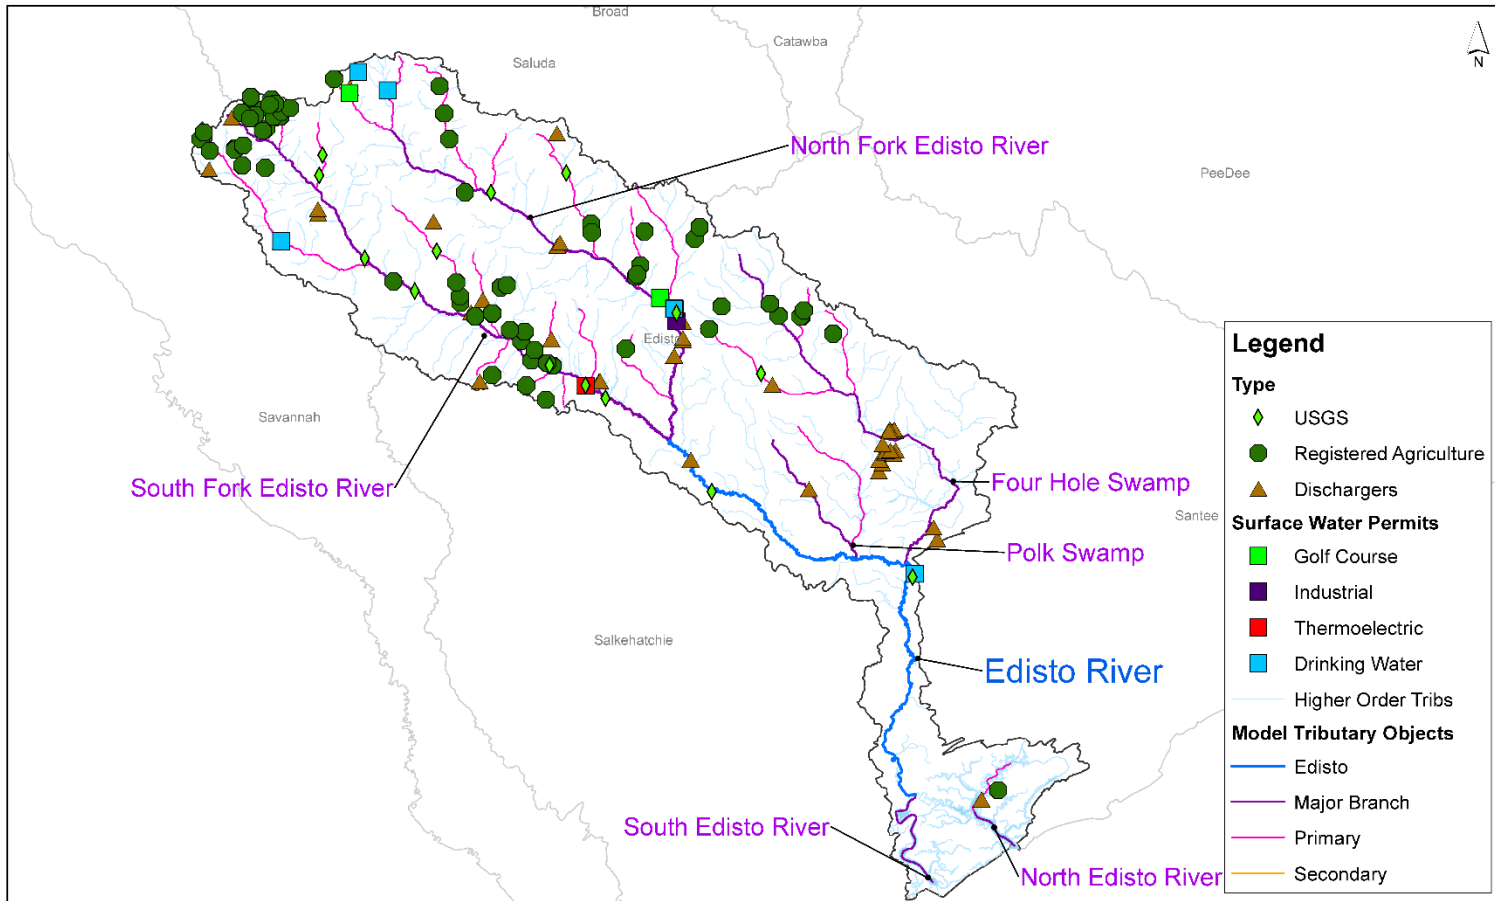 Broad
Catawba
Saluda
N
North Fork Edisto River
PeeDee
Edisto
Savannah
South Fork Edisto River
Four Hole Swamp
Santee
Polk Swamp
Salkehatchie
Edisto River
South Edisto River
North Edisto River
Legend
Type
USGS
Registered Agriculture
Dischargers
Surface Water Permits
Golf Course
Industrial
Thermoelectric
Drinking Water
Higher Order Tribs
Model Tributary Objects
Edisto
Major Branch
Primary
Secondary